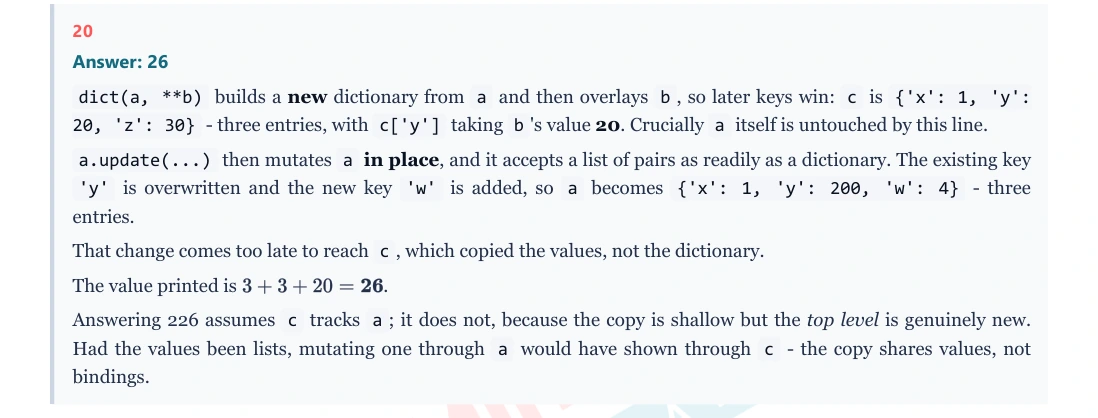 20
Answer: 26
dict(a, **b) builds a new dictionary from a and then overlays b , so later keys win: c is {'x': 1, 'y':
20, 'z': 30} - three entries, with c['y'] taking b 's value 20. Crucially a itself is untouched by this line.
a.update(...) then mutates a in place, and it accepts a list of pairs as readily as a dictionary. The existing key
'y' is overwritten and the new key 'w' is added, so a becomes {'x': 1, 'y': 200, 'w': 4} - three
entries.
That change comes too late to reach c , which copied the values, not the dictionary.
The value printed is 3 + 3 + 20 = 26.
Answering 226 assumes c tracks a ; it does not, because the copy is shallow but the top level is genuinely new.
Had the values been lists, mutating one through a would have shown through c - the copy shares values, not
bindings.